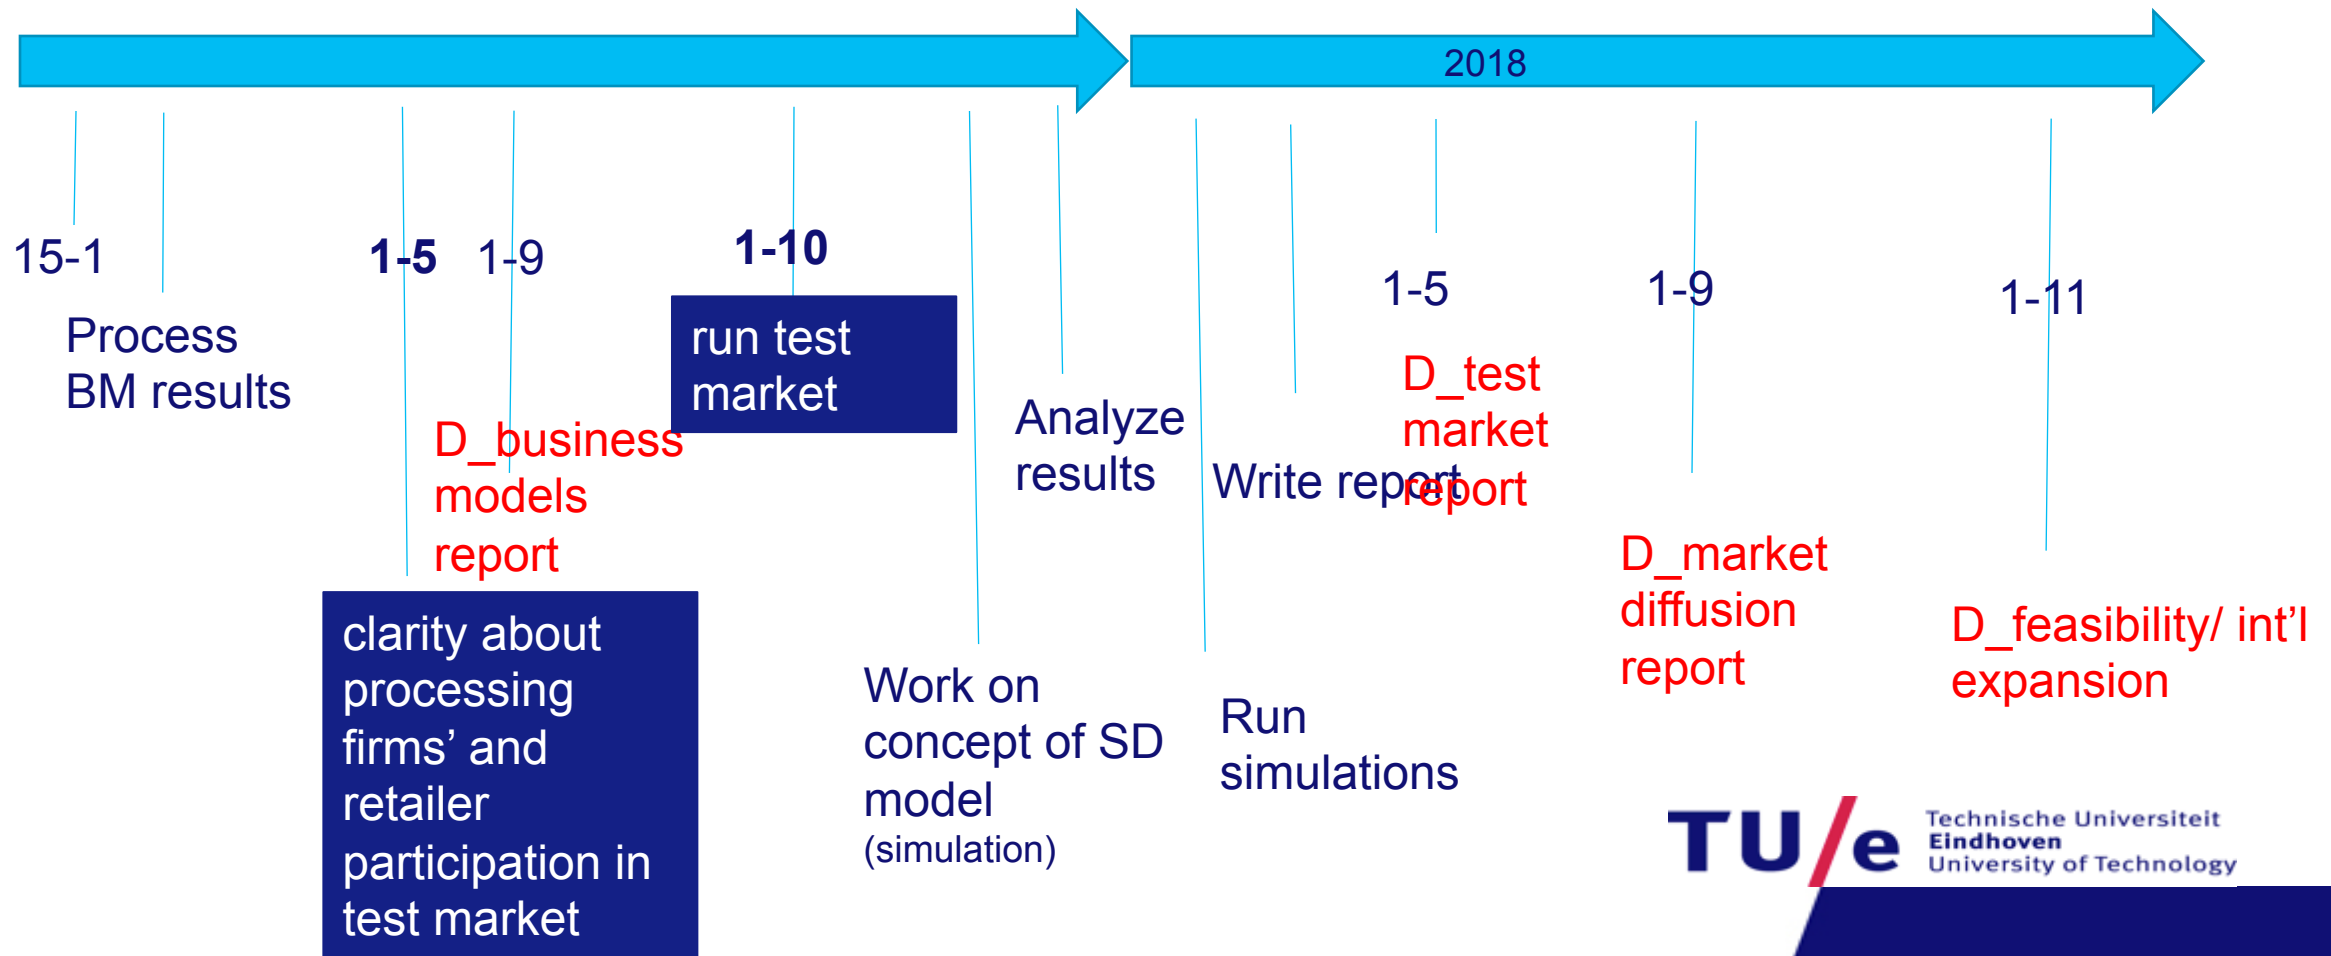 2018
15-1
1-5
1-9
1-10
1-5
1-9
1-11
Process
BM results
D_business
models
report
clarity about
processing
firms’ and
retailer
participation in
test market
run test
market
Work on
concept of SD
model
(simulation)
Analyze
results
Run
simulations
Write report
D_test
market
report
D_market
diffusion
report
D_feasibility/ int’l
expansion
TU/e
Technische Universiteit
Eindhoven
University of Technology